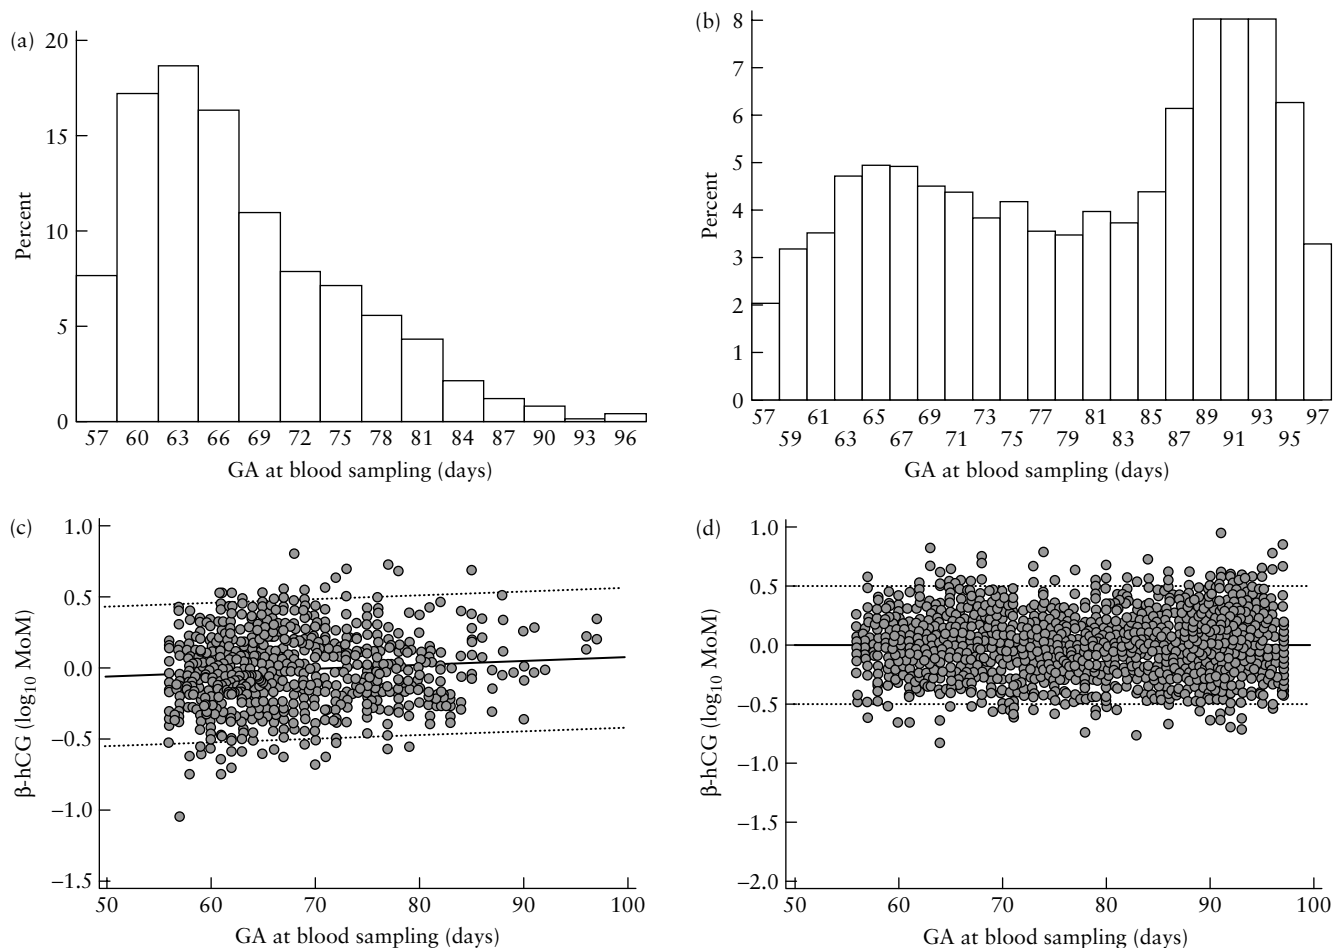 (a)
20
15
10
5
0
Percent
57 60 63 66 69 72 75 78 81 84 87 90 93 96
GA at blood sampling (days)
(b)
8
7
6
5
4
3
2
1
0
Percent
57 61 65 69 73 77 81 85 89 93 97
59 63 67 71 75 79 83 87 91 95
GA at blood sampling (days)
(c)
1.0
0.5
0.0
−0.5
−1.0
−1.5
β-hCG (log10 MoM)
50 60 70 80 90 100
GA at blood sampling (days)
(d)
1.0
0.5
0.0
−0.5
−1.0
−1.5
−2.0
β-hCG (log10 MoM)
50 60 70 80 90 100
GA at blood sampling (days)